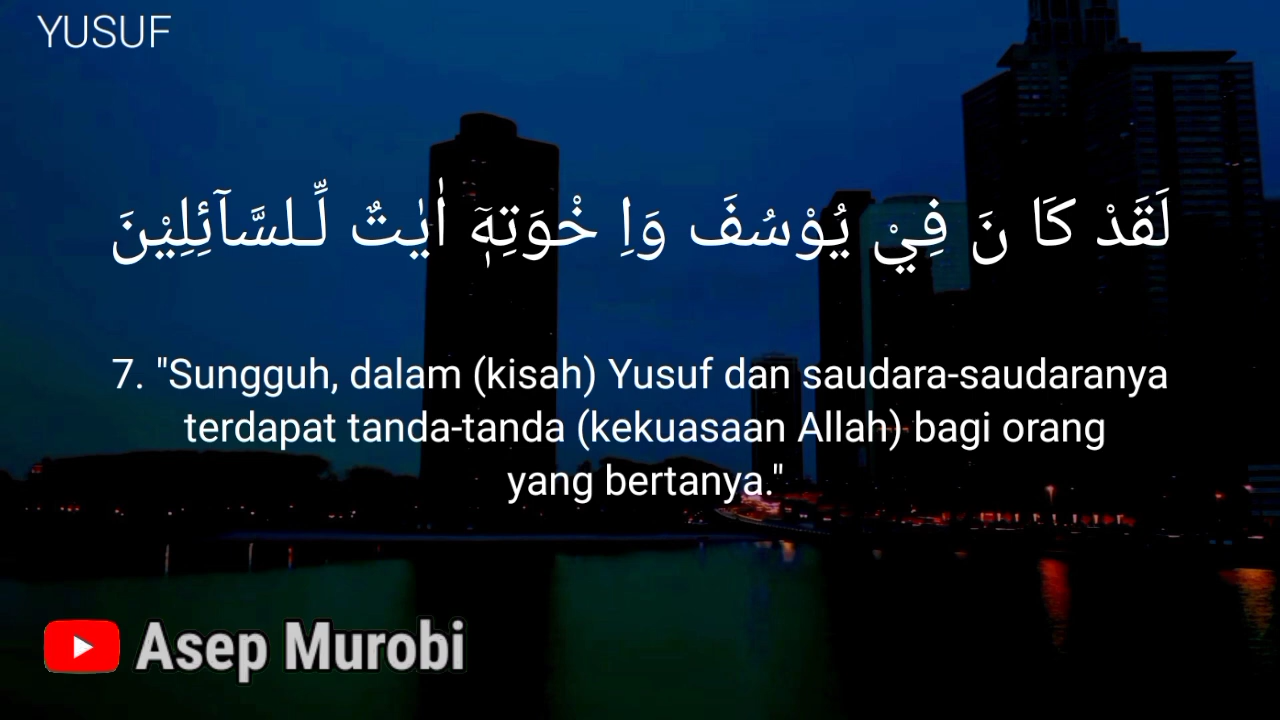 YUSUF
لَقَدْ كَا نَ فِيْ يُوْسُفَ وَاِ خْوَتِهٖۤ اٰيٰتٌ لِّـلسَّآئِلِيْنَ
7. "Sungguh, dalam (kisah) Yusuf dan saudara-saudaranya
terdapat tanda-tanda (kekuasaan Allah) bagi orang
yang bertanya."
Asep Murobi